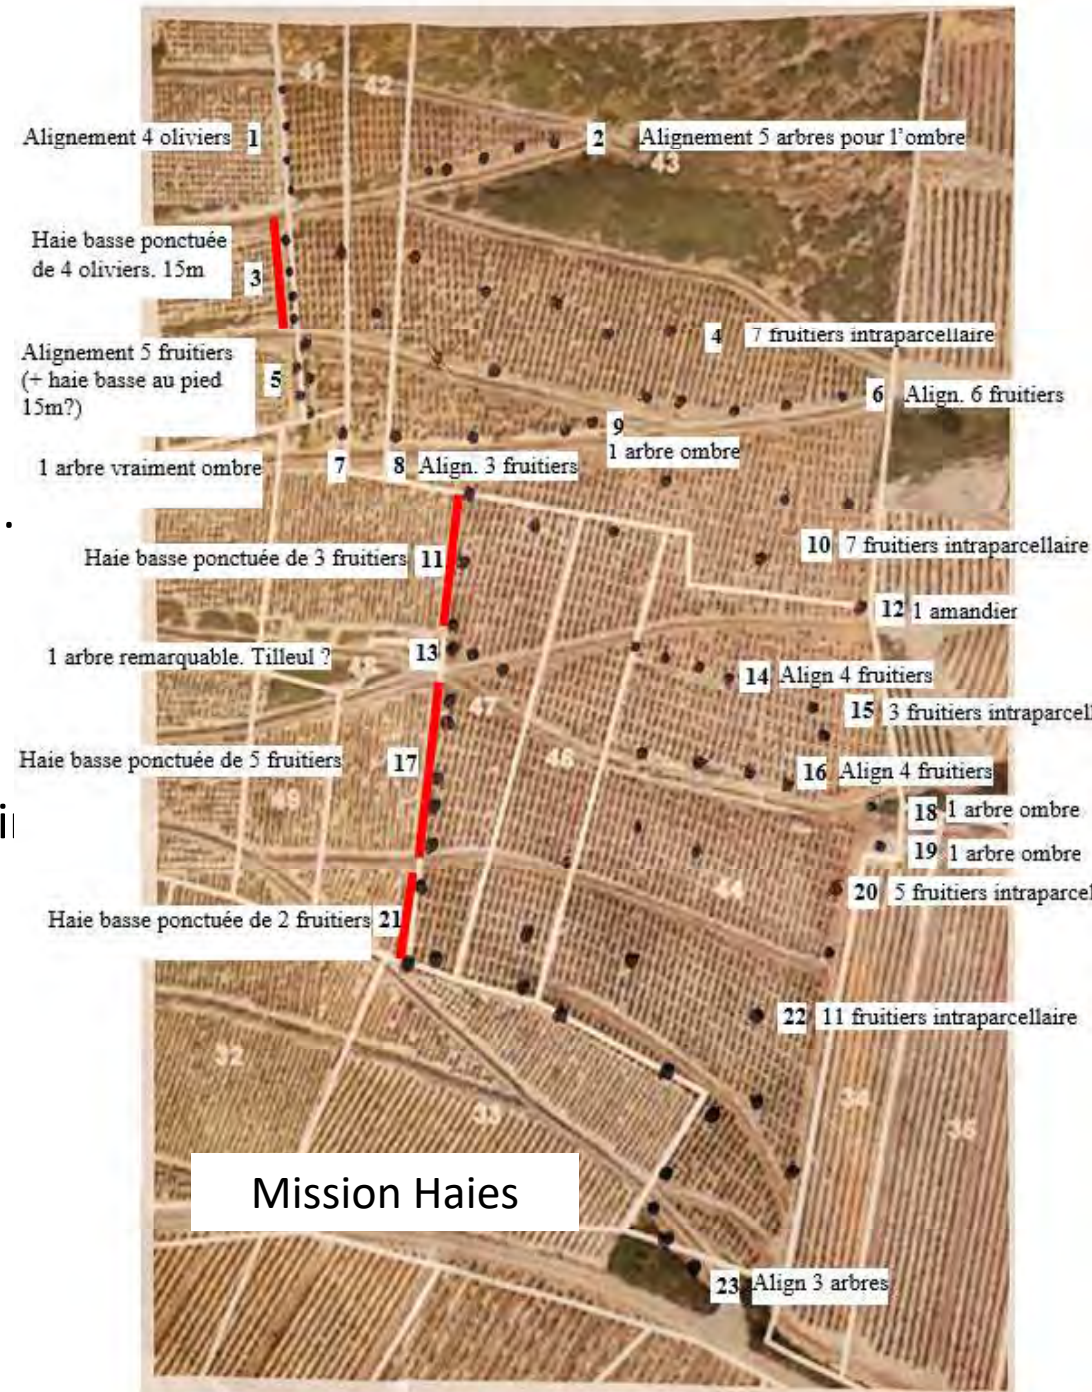 41
42
Alignement 4 oliviers 1
2 Alignement 5 arbres pour l'ombre
43
Haie basse ponctuée
de 4 oliviers. 15m
3
4 7 fruitiers intraparcellaire
Alignement 5 fruitiers
(+ haie basse au pied
15m?)
5
6 Align. 6 fruitiers
9
1 arbre ombre
1 arbre vraiment ombre 7
8 Align. 3 fruitiers
10 7 fruitiers intraparcellaire
Haie basse ponctuée de 3 fruitiers 11
12 1 amandier
1 arbre remarquable. Tilleul ? 13
48
14 Align 4 fruitiers
47
15 3 fruitiers intraparcell
46
Haie basse ponctuée de 5 fruitiers 17
16 Align 4 fruitiers
49
18 1 arbre ombre
19 1 arbre ombre
44
20 5 fruitiers intraparcel
Haie basse ponctuée de 2 fruitiers 21
22 11 fruitiers intraparcellaire
32
33
34
35
Mission Haies
23 Align 3 arbres